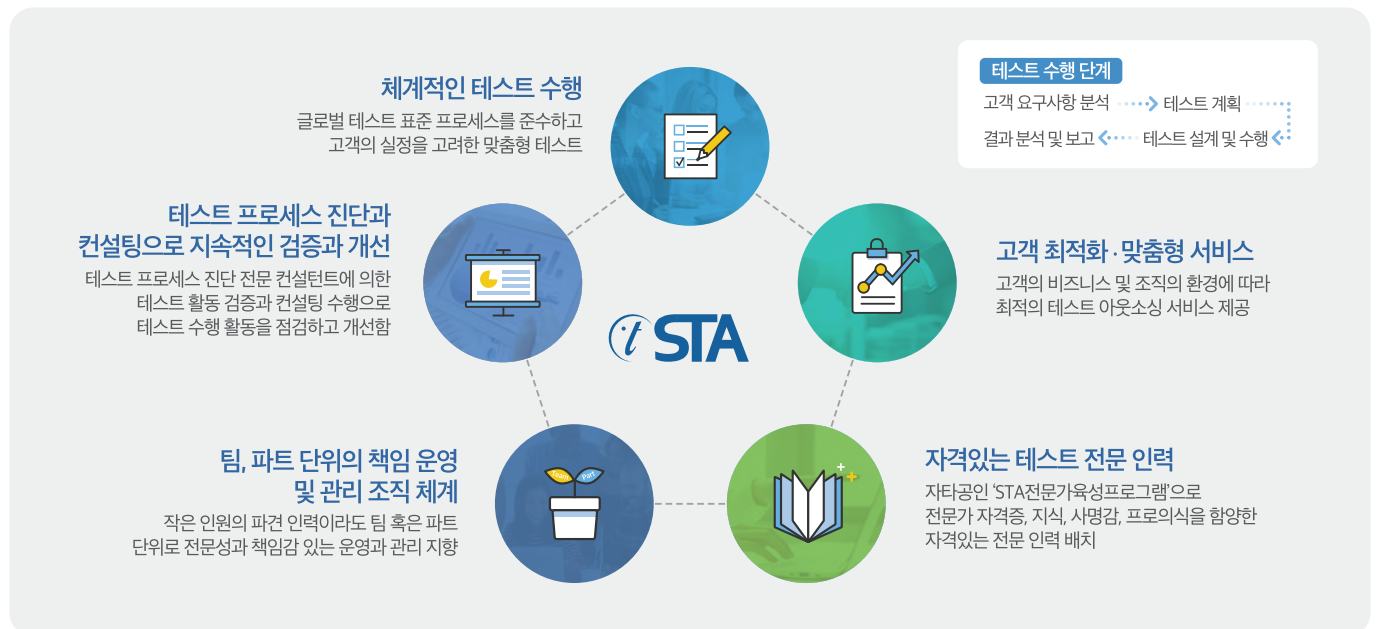 체계적인 테스트 수행
글로벌 테스트 표준 프로세스를 준수하고
고객의 실정을 고려한 맞춤형 테스트
테스트 수행 단계
고객 요구사항 분석
테스트 계획
결과 분석 및 보고
테스트 설계 및 수행
테스트 프로세스 진단과
컨설팅으로 지속적인 검증과 개선
테스트 프로세스 진단 전문 컨설턴트에 의한
테스트 활동 검증과 컨설팅 수행으로
테스트 수행 활동을 점검하고 개선함
고객 최적화·맞춤형 서비스
고객의 비즈니스 및 조직의 환경에 따라
최적의 테스트 아웃소싱 서비스 제공
it STA
팀, 파트 단위의 책임 운영
및 관리 조직 체계
작은 인원의 파견 인력이라도 팀 혹은 파트
단위로 전문성과 책임감 있는 운영과 관리 지향
Team
Part
자격있는 테스트 전문 인력
자타공인 ‘STA전문가육성프로그램’으로
전문가 자격증, 지식, 사명감, 프로의식을 함양한
자격있는 전문 인력 배치